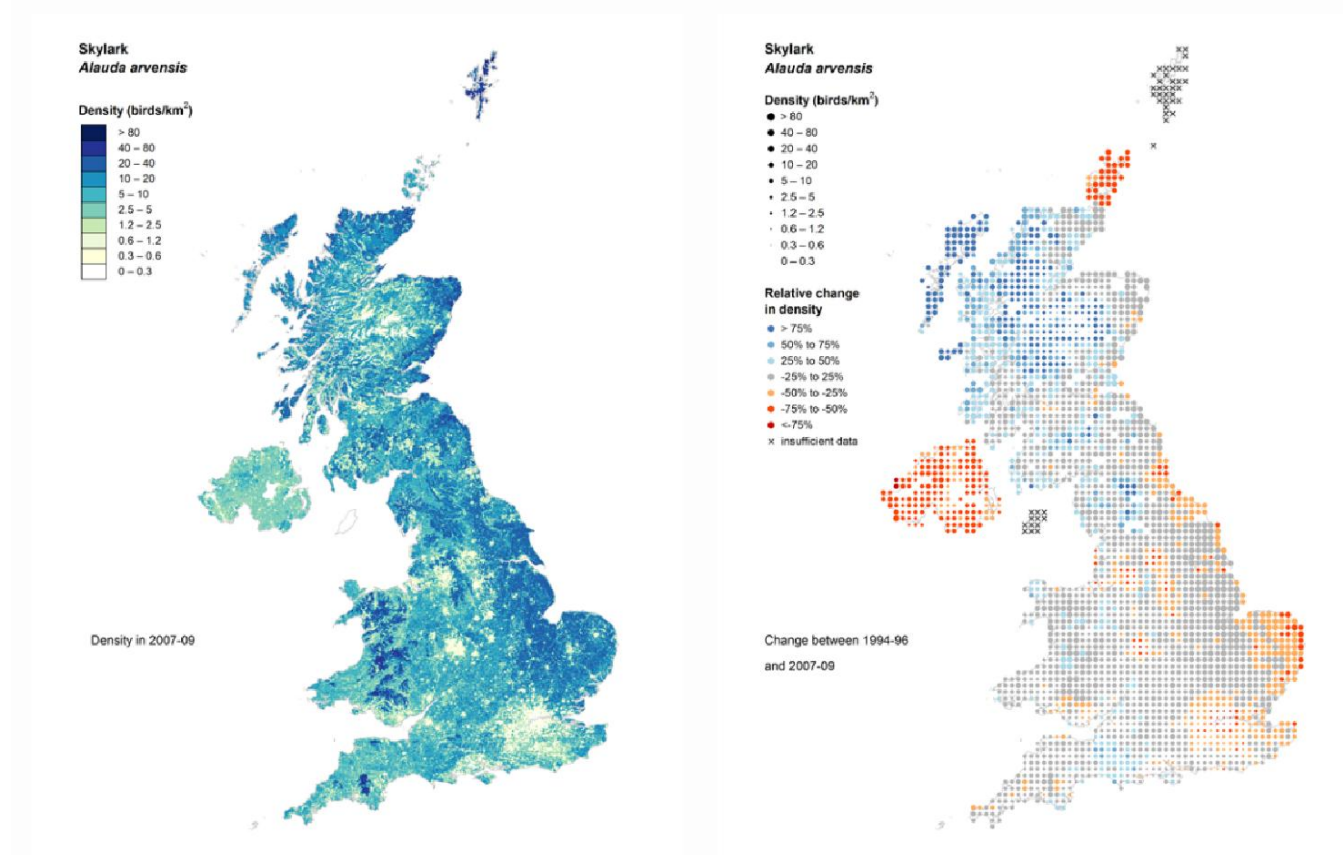 Skylark
Alauda arvensis
Density (birds/km²)
> 80
40 – 80
20 – 40
10 – 20
5 – 10
2.5 – 5
1.2 – 2.5
0.6 – 1.2
0.3 – 0.6
0 – 0.3
Density in 2007-09
Skylark
Alauda arvensis
Density (birds/km²)
> 80
40 – 80
20 – 40
10 – 20
5 – 10
2.5 – 5
1.2 – 2.5
0.6 – 1.2
0.3 – 0.6
0 – 0.3
Relative change
in density
> 75%
50% to 75%
25% to 50%
-25% to 25%
-50% to -25%
-75% to -50%
<-75%
insufficient data
Change between 1994-96
and 2007-09